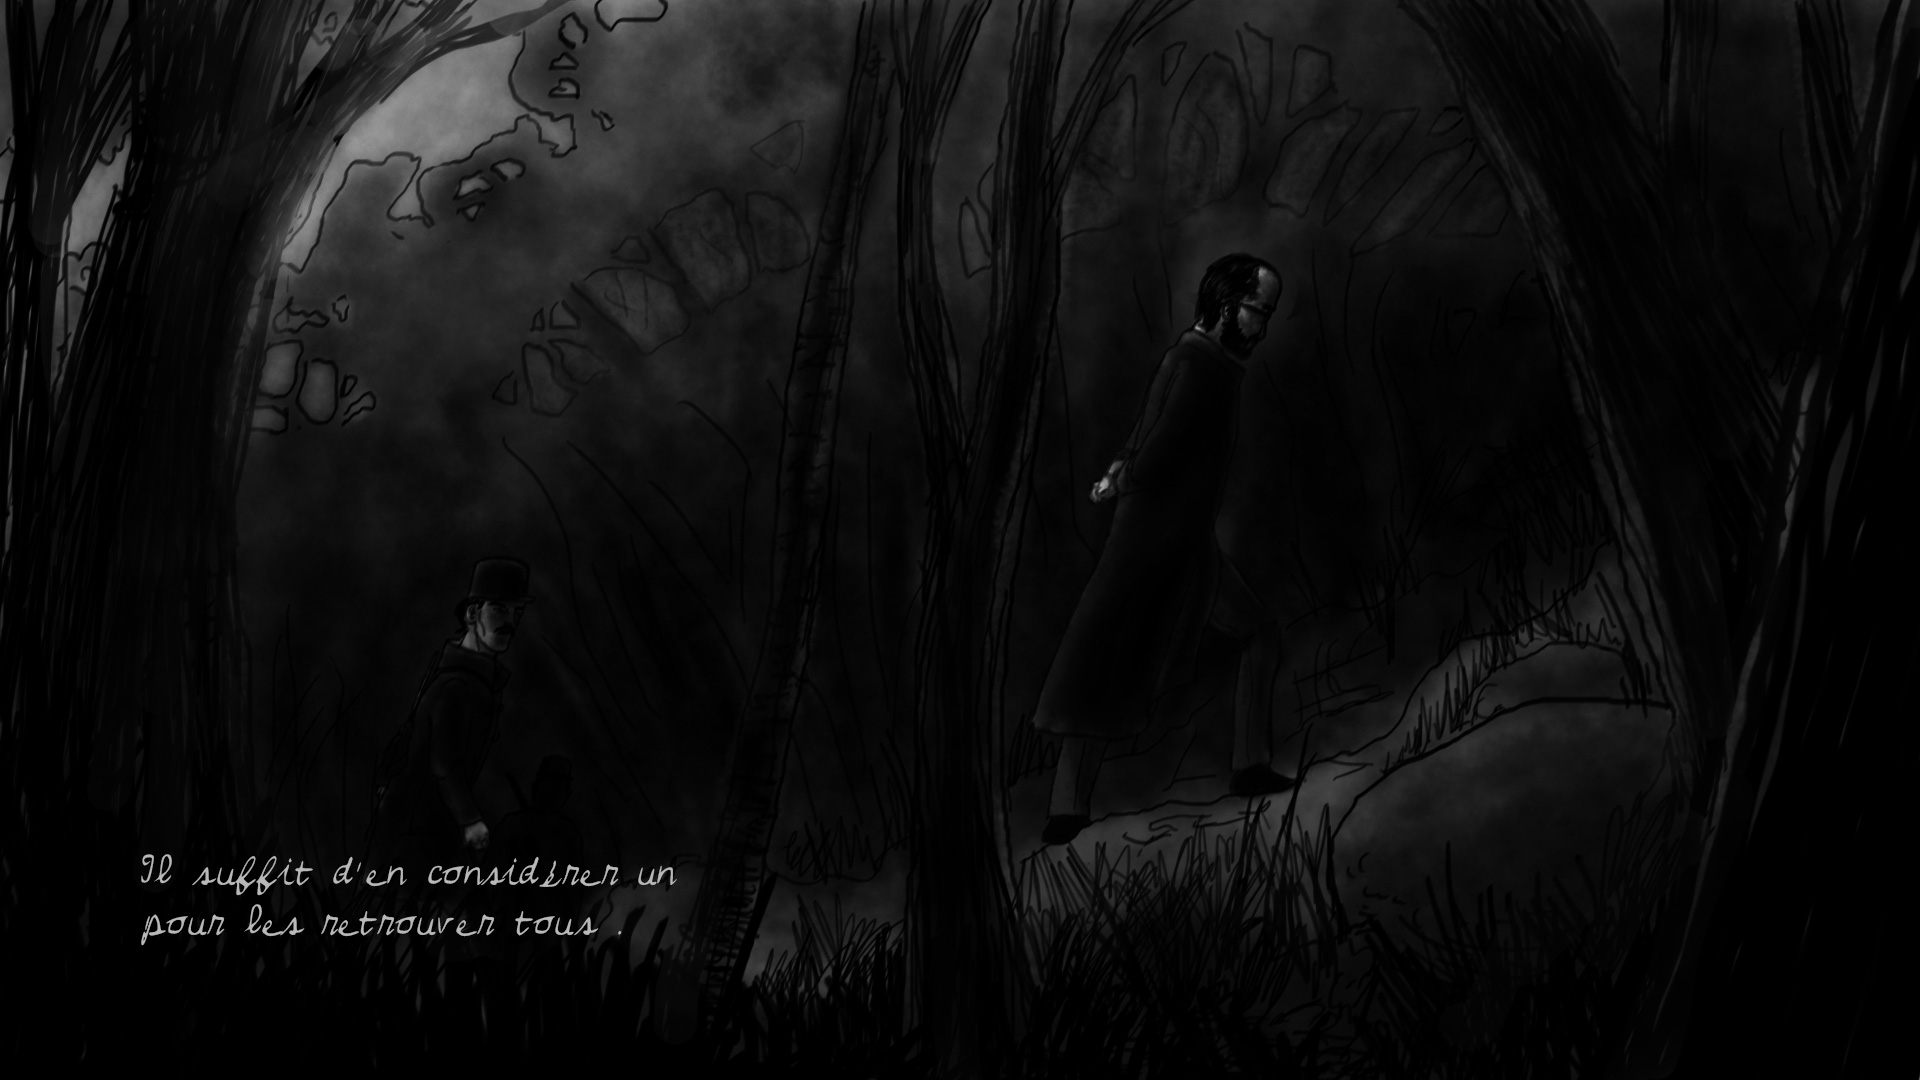 Il suffit d'en considérer un
pour les retrouver tous .